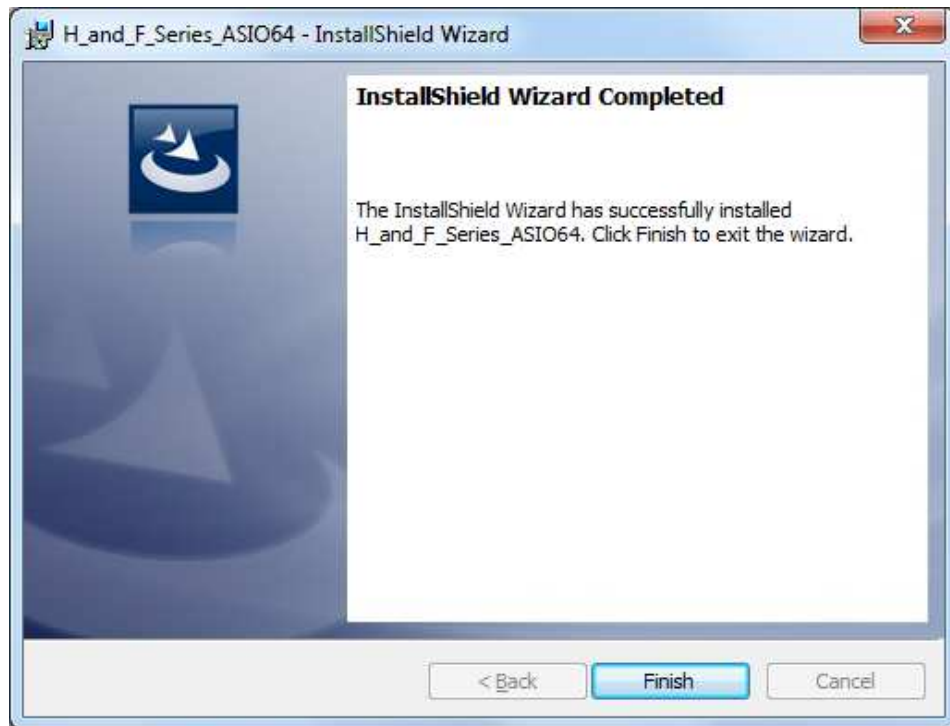 H_and_F_Series_ASIO64 - InstallShield Wizard
InstallShield Wizard Completed
The InstallShield Wizard has successfully installed
H_and_F_Series_ASIO64. Click Finish to exit the wizard.
< Back
Finish
Cancel